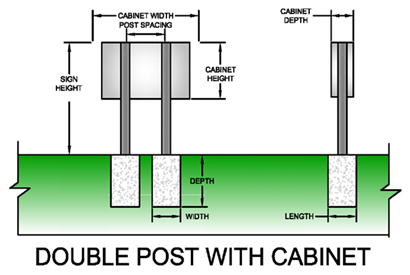 CABINET WIDTH
POST SPACING
CABINET
DEPTH
SIGN
HEIGHT
CABINET
HEIGHT
DEPTH
WIDTH
LENGTH
DOUBLE POST WITH CABINET